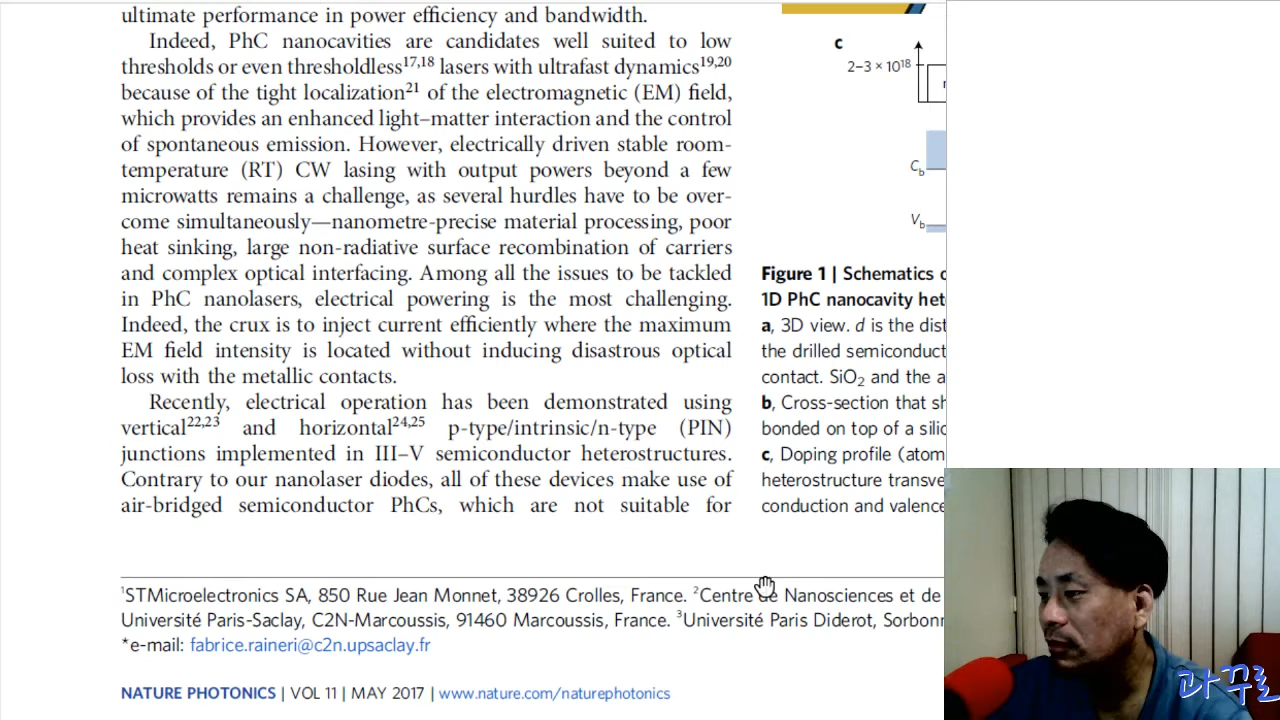 ultimate performance in power efficiency and bandwidth.
Indeed, PhC nanocavities are candidates well suited to low
thresholds or even thresholdless17,18 lasers with ultrafast dynamics19,20
because of the tight localization21 of the electromagnetic (EM) field,
which provides an enhanced light–matter interaction and the control
of spontaneous emission. However, electrically driven stable room-
temperature (RT) CW lasing with output powers beyond a few
microwatts remains a challenge, as several hurdles have to be over-
come simultaneously—nanometre-precise material processing, poor
heat sinking, large non-radiative surface recombination of carriers
and complex optical interfacing. Among all the issues to be tackled
in PhC nanolasers, electrical powering is the most challenging.
Indeed, the crux is to inject current efficiently where the maximum
EM field intensity is located without inducing disastrous optical
loss with the metallic contacts.
Recently, electrical operation has been demonstrated using
vertical22,23 and horizontal24,25 p-type/intrinsic/n-type (PIN)
junctions implemented in III–V semiconductor heterostructures.
Contrary to our nanolaser diodes, all of these devices make use of
air-bridged semiconductor PhCs, which are not suitable for
c
2–3 × 1018
Cb
Vb
Figure 1 | Schematics
1D PhC nanocavity
a, 3D view. d is the
the drilled
contact. SiO2 and the
b, Cross-section that
bonded on top of a
c, Doping profile
heterostructure
conduction and
1STMicroelectronics SA, 850 Rue Jean Monnet, 38926 Crolles, France. 2Centre de Nanosciences et de
Université Paris-Saclay, C2N-Marcoussis, 91460 Marcoussis, France. 3Université Paris Diderot,
*e-mail: fabrice.raineri@c2n.upsaclay.fr
NATURE PHOTONICS | VOL 11 | MAY 2017 | www.nature.com/naturephotonics
과꾸로